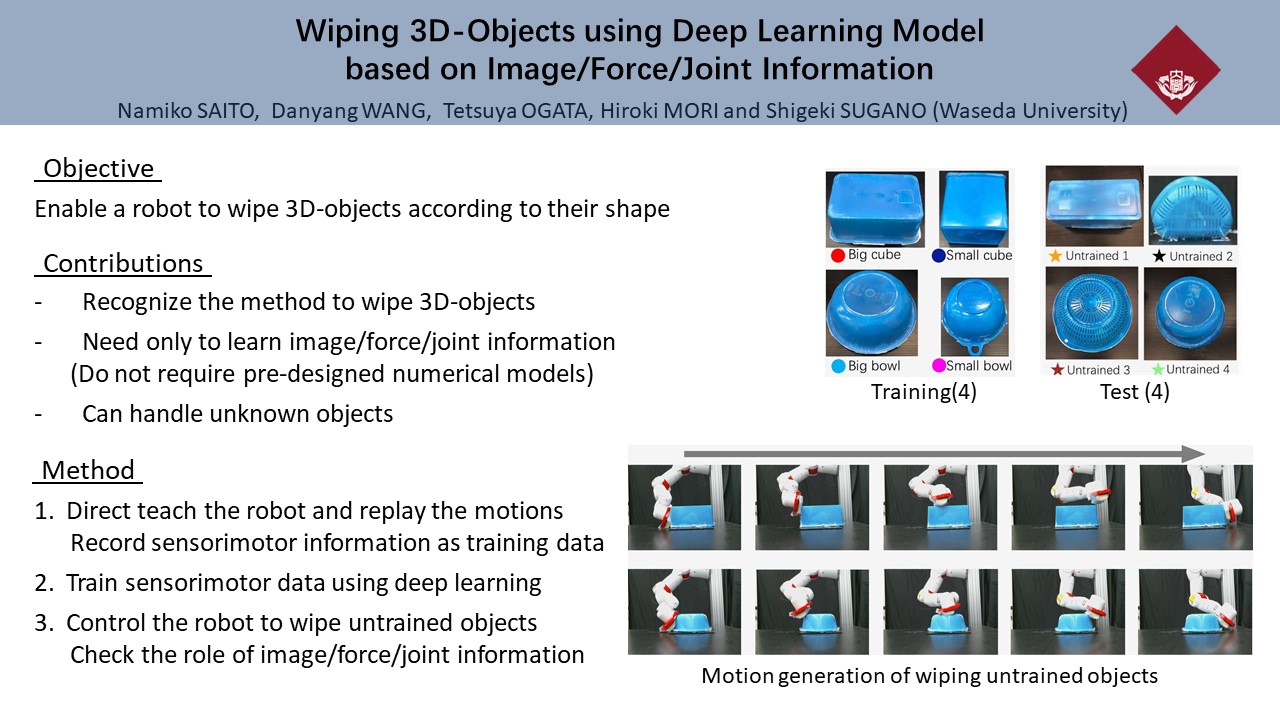 Wiping 3D-Objects using Deep Learning Model
based on Image/Force/Joint Information
Namiko SAITO, Danyang WANG, Tetsuya OGATA, Hiroki MORI and Shigeki SUGANO (Waseda University)
Objective
Enable a robot to wipe 3D-objects according to their shape
Contributions
- Recognize the method to wipe 3D-objects
- Need only to learn image/force/joint information
(Do not require pre-designed numerical models)
- Can handle unknown objects
Method
1. Direct teach the robot and replay the motions
Record sensorimotor information as training data
2. Train sensorimotor data using deep learning
3. Control the robot to wipe untrained objects
Check the role of image/force/joint information
Big cube
Small cube
Big bowl
Small bowl
Training(4)
Untrained 1
Untrained 2
Untrained 3
Untrained 4
Test (4)
Motion generation of wiping untrained objects